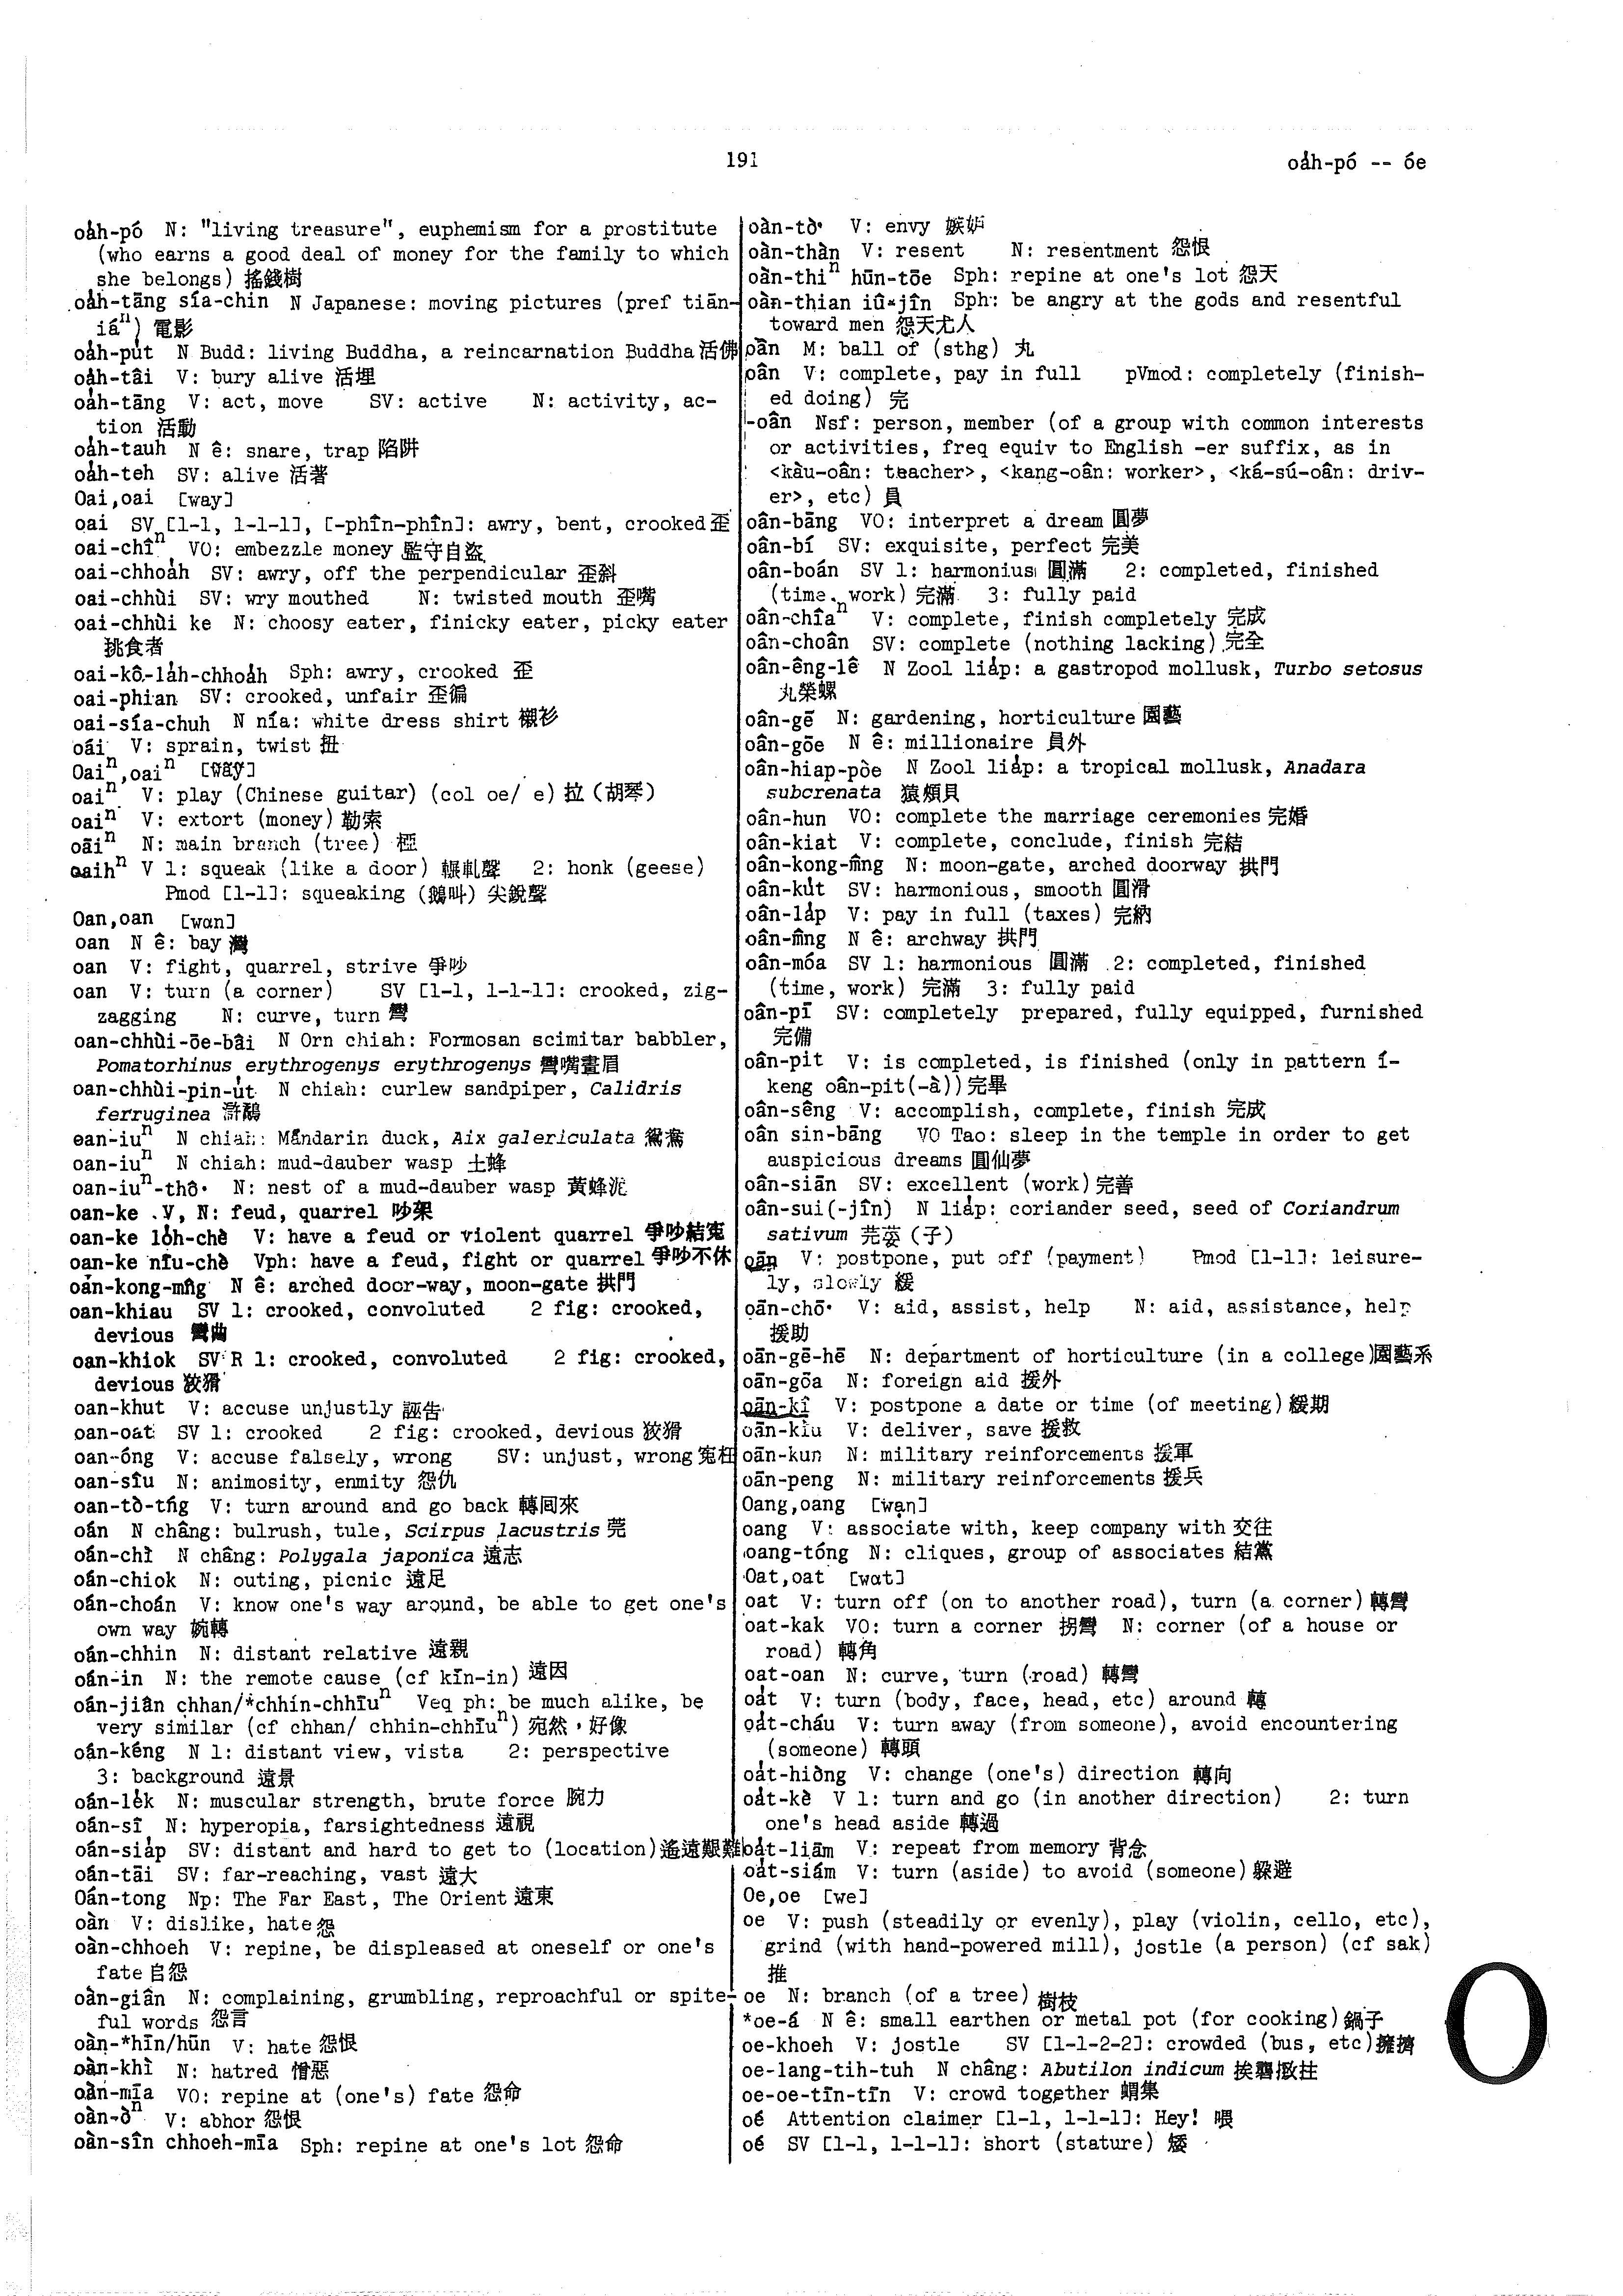 191
oa̍h-pó -- óe
oa̍h-pó N: "living treasure", euphemism for a prostitute
(who earns a good deal of money for the family to which
she belongs) 搖錢樹
oa̍h-tāng sía-chin N Japanese: moving pictures (pref tiān-
iáⁿ) 電影
oa̍h-pu̍t N Budd: living Buddha, a reincarnation Buddha 活佛
oa̍h-tâi V: bury alive 活埋
oa̍h-tāng V: act, move SV: active N: activity, ac-
tion 活動
oa̍h-tauh N ê: snare, trap 陷阱
oa̍h-teh SV: alive 活著
Oai,oai [way]
oai SV [1-1, 1-1-1], [-phîn-phîn]: awry, bent, crooked 歪
oai-chîⁿ VO: embezzle money 監守自盜
oai-chhoa̍h SV: awry, off the perpendicular 歪斜
oai-chhùi SV: wry mouthed N: twisted mouth 歪嘴
oai-chhùi ke N: choosy eater, finicky eater, picky eater
挑食者
oai-kô-la̍h-chhoa̍h Sph: awry, crooked 歪
oai-phian SV: crooked, unfair 歪偏
oai-sía-chuh N nía: white dress shirt 襯衫
oái V: sprain, twist 扭
Oaiⁿ,oaiⁿ [wãy]
oaiⁿ V: play (Chinese guitar) (col oe/ e) 拉（胡琴）
oaiⁿ V: extort (money) 勒索
oāiⁿ N: main branch (tree) 椏
oaihⁿ V 1: squeak (like a door) 輾軋聲 2: honk (geese)
Pmod [1-1]: squeaking (鵝叫) 尖銳聲
Oan,oan [wan]
oan N ê: bay 灣
oan V: fight, quarrel, strive 爭吵
oan V: turn (a corner) SV [1-1, 1-1-1]: crooked, zig-
zagging N: curve, turn 彎
oan-chhùi-ōe-bâi N Orn chiah: Formosan scimitar babbler,
Pomatorhinus erythrogenys erythrogenys 彎嘴畫眉
oan-chhùi-pin-u̍t N chiah: curlew sandpiper, Calidris
ferruginea 滸鷸
oan-iuⁿ N chiah: Mandarin duck, Aix galericulata 鴛鴦
oan-iuⁿ N chiah: mud-dauber wasp 土蜂
oan-iuⁿ-thô· N: nest of a mud-dauber wasp 黃蜂泥
oan-ke V, N: feud, quarrel 吵架
oan-ke lo̍h-chè V: have a feud or violent quarrel 爭吵結冤
oan-ke níu-chè Vph: have a feud, fight or quarrel 爭吵不休
oán-kong-mn̂g N ê: arched door-way, moon-gate 拱門
oan-khiau SV 1: crooked, convoluted 2 fig: crooked,
devious 彎曲
oan-khiok SV R 1: crooked, convoluted 2 fig: crooked,
devious 狡猾
oan-khut V: accuse unjustly 誣告
oan-oat SV 1: crooked 2 fig: crooked, devious 狡猾
oan-óng V: accuse falsely, wrong SV: unjust, wrong 冤枉
oan-sîu N: animosity, enmity 怨仇
oan-tò-tńg V: turn around and go back 轉回來
oán N châng: bulrush, tule, Scirpus lacustris 莞
oán-chì N châng: Polygala japonica 遠志
oán-chiok N: outing, picnic 遠足
oán-choán V: know one's way around, be able to get one's
own way 婉轉
oán-chhin N: distant relative 遠親
oán-in N: the remote cause (cf kīn-in) 遠因
oán-jiân chhan/*chhin-chhīuⁿ Veq ph: be much alike, be
very similar (cf chhan/ chhin-chhīuⁿ) 宛然，好像
oán-kéng N 1: distant view, vista 2: perspective
3: background 遠景
oán-le̍k N: muscular strength, brute force 腕力
oán-sī N: hyperopia, farsightedness 遠視
oán-sia̍p SV: distant and hard to get to (location) 遙遠艱難
oán-tāi SV: far-reaching, vast 遠大
Oán-tong Np: The Far East, The Orient 遠東
oàn V: dislike, hate 怨
oàn-chhoeh V: repine, be displeased at oneself or one's
fate 自怨
oàn-giân N: complaining, grumbling, reproachful or spite-
ful words 怨言
oàn-*hīn/hūn V: hate 怨恨
oàn-khì N: hatred 憎惡
oàn-mīa VO: repine at (one's) fate 怨命
oàn-òⁿ V: abhor 怨恨
oàn-sîn chhoeh-mīa Sph: repine at one's lot 怨命
oàn-tò· V: envy 嫉妒
oàn-thàn V: resent N: resentment 怨恨
oàn-thiⁿ hūn-tōe Sph: repine at one's lot 怨天
oàn-thian iû-jîn Sph: be angry at the gods and resentful
toward men 怨天尤人
oān M: ball of (sthg) 丸
oân V: complete, pay in full pVmod: completely (finish-
ed doing) 完
-oân Nsf: person, member (of a group with common interests
or activities, freq equiv to English -er suffix, as in
<kàu-oân: teacher>, <kang-oân: worker>, <ká-sú-oân: driv-
er>, etc) 員
oân-bāng VO: interpret a dream 圓夢
oân-bí SV: exquisite, perfect 完美
oân-boán SV 1: harmonius 圓滿 2: completed, finished
(time, work) 完滿 3: fully paid
oân-chîaⁿ V: complete, finish completely 完成
oân-choân SV: complete (nothing lacking) 完全
oân-êng-lê N Zool lia̍p: a gastropod mollusk, Turbo setosus
丸榮螺
oân-gē N: gardening, horticulture 園藝
oân-gōe N ê: millionaire 員外
oân-hiap-pòe N Zool lia̍p: a tropical mollusk, Anadara
subcrenata 猿頰貝
oân-hun VO: complete the marriage ceremonies 完婚
oân-kiat V: complete, conclude, finish 完結
oân-kong-mn̂g N: moon-gate, arched doorway 拱門
oân-ku̍t SV: harmonious, smooth 圓滑
oân-la̍p V: pay in full (taxes) 完納
oân-mn̂g N ê: archway 拱門
oân-móa SV 1: harmonious 圓滿 2: completed, finished
(time, work) 完滿 3: fully paid
oân-pī SV: completely prepared, fully equipped, furnished
完備
oân-pit V: is completed, is finished (only in pattern í-
keng oân-pit(-à)) 完畢
oân-sêng V: accomplish, complete, finish 完成
oân sin-bāng VO Tao: sleep in the temple in order to get
auspicious dreams 圓仙夢
oân-siān SV: excellent (work) 完善
oân-sui(-jîn) N lia̍p: coriander seed, seed of Coriandrum
sativum 芫荽（子）
oān V: postpone, put off (payment) Pmod [1-1]: leisure-
ly, slowly 緩
oān-chō· V: aid, assist, help N: aid, assistance, help
援助
oān-gē-hē N: department of horticulture (in a college) 園藝系
oān-gōa N: foreign aid 援外
oān-kî V: postpone a date or time (of meeting) 緩期
oān-kìu V: deliver, save 援救
oān-kun N: military reinforcements 援軍
oān-peng N: military reinforcements 援兵
Oang,oang [waŋ]
oang V: associate with, keep company with 交往
oang-tóng N: cliques, group of associates 結黨
Oat,oat [wat]
oat V: turn off (on to another road), turn (a corner) 轉彎
oat-kak VO: turn a corner 拐彎 N: corner (of a house or
road) 轉角
oat-oan N: curve, turn (road) 轉彎
oa̍t V: turn (body, face, head, etc) around 轉
oa̍t-cháu V: turn away (from someone), avoid encountering
(someone) 轉頭
oa̍t-hiòng V: change (one's) direction 轉向
oa̍t-kè V 1: turn and go (in another direction) 2: turn
one's head aside 轉過
oa̍t-liām V: repeat from memory 背念
oa̍t-siám V: turn (aside) to avoid (someone) 躲避
Oe,oe [we]
oe V: push (steadily or evenly), play (violin, cello, etc),
grind (with hand-powered mill), jostle (a person) (cf sak)
推
oe N: branch (of a tree) 樹枝
*oe-á N ê: small earthen or metal pot (for cooking) 鍋子
oe-khoeh V: jostle SV [1-1-2-2]: crowded (bus, etc) 擁擠
oe-lang-tih-tuh N châng: Abutilon indicum
oe-oe-tīn-tīn V: crowd together 蝟集
oé Attention claimer [1-1, 1-1-1]: Hey! 喂
oé SV [1-1, 1-1-1]: short (stature) 矮
O